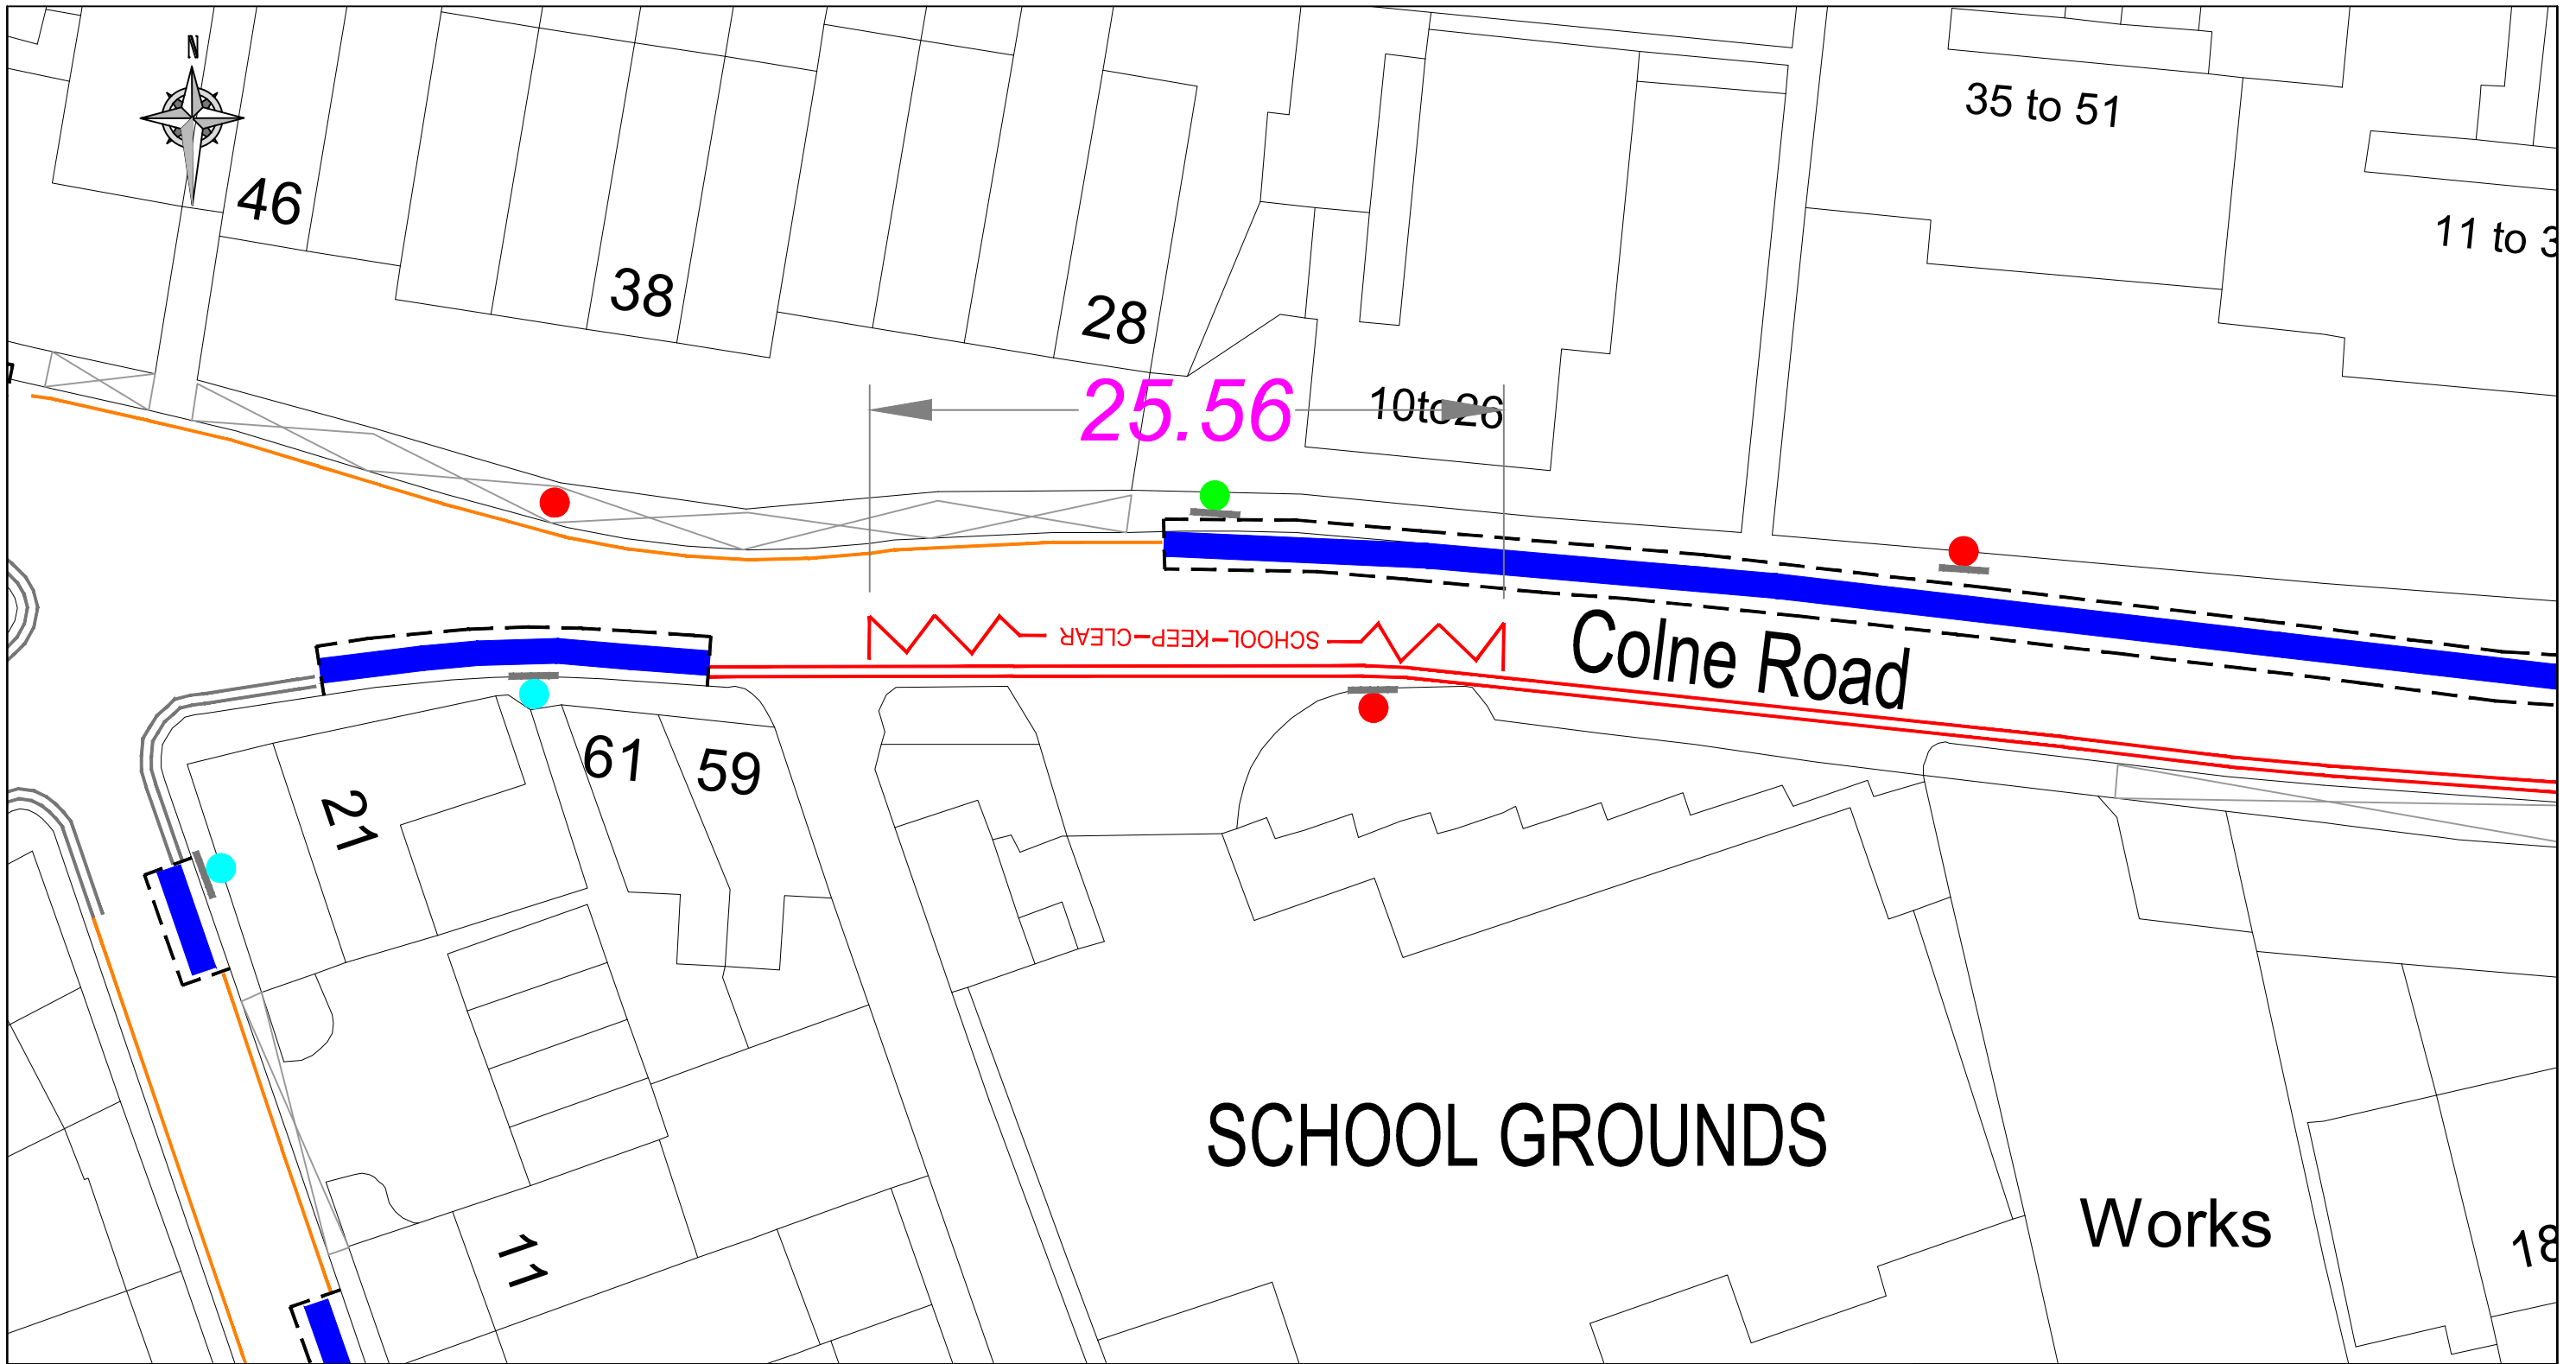 N
35 to 51
46
11 to 3
38
28
25.56
10to26
SCHOOL-KEEP-CLEAR
Colne Road
61
59
21
SCHOOL GROUNDS
Works
18
11